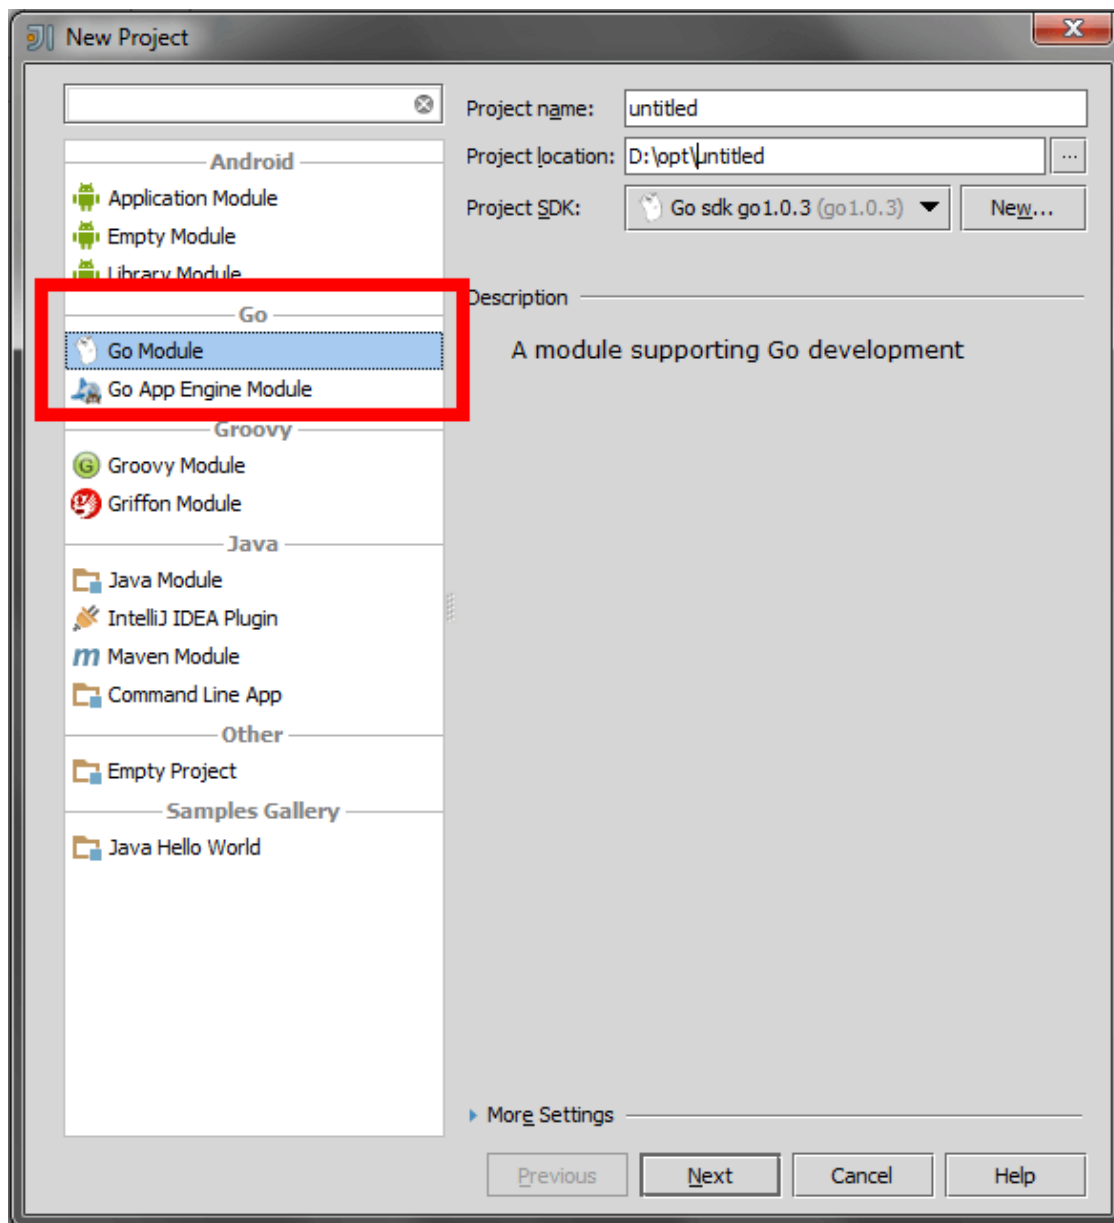 New Project
Android
Application Module
Empty Module
Library Module
Go
Go Module
Go App Engine Module
Groovy
Groovy Module
Griffon Module
Java
Java Module
IntelliJ IDEA Plugin
Maven Module
Command Line App
Other
Empty Project
Samples Gallery
Java Hello World
Project name: untitled
Project location: D:\opt\untitled ...
Project SDK: Go sdk go1.0.3 (go1.0.3) New...
Description
A module supporting Go development
More Settings
Previous Next Cancel Help